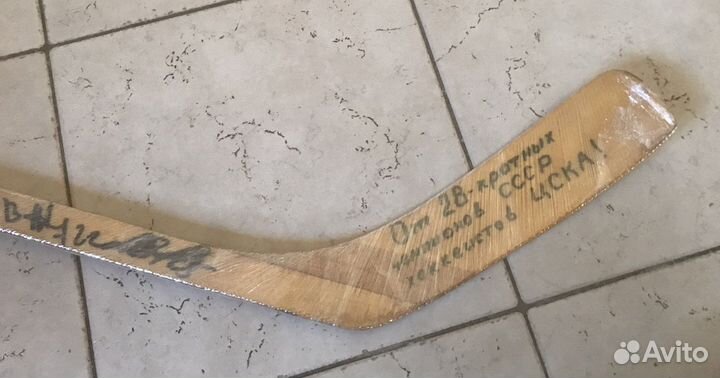 От 28-кратных
чемпионов СССР
хоккеистов ЦСКА!
Avito